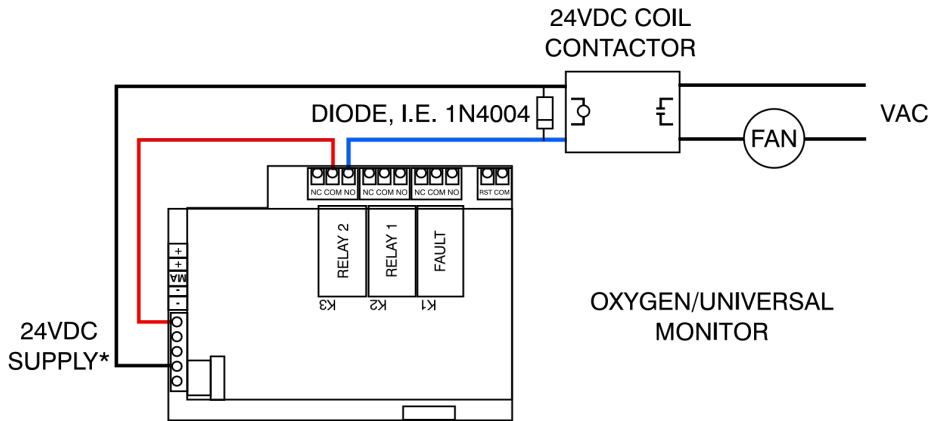 24VDC COIL
CONTACTOR
DIODE, I.E. 1N4004
VAC
FAN
NC COM NO
NC COM NO
NC COM NO
RST COM
RELAY 2
RELAY 1
FAULT
K3
K2
K1
+
+
MA
-
-
24VDC
SUPPLY*
OXYGEN/UNIVERSAL
MONITOR